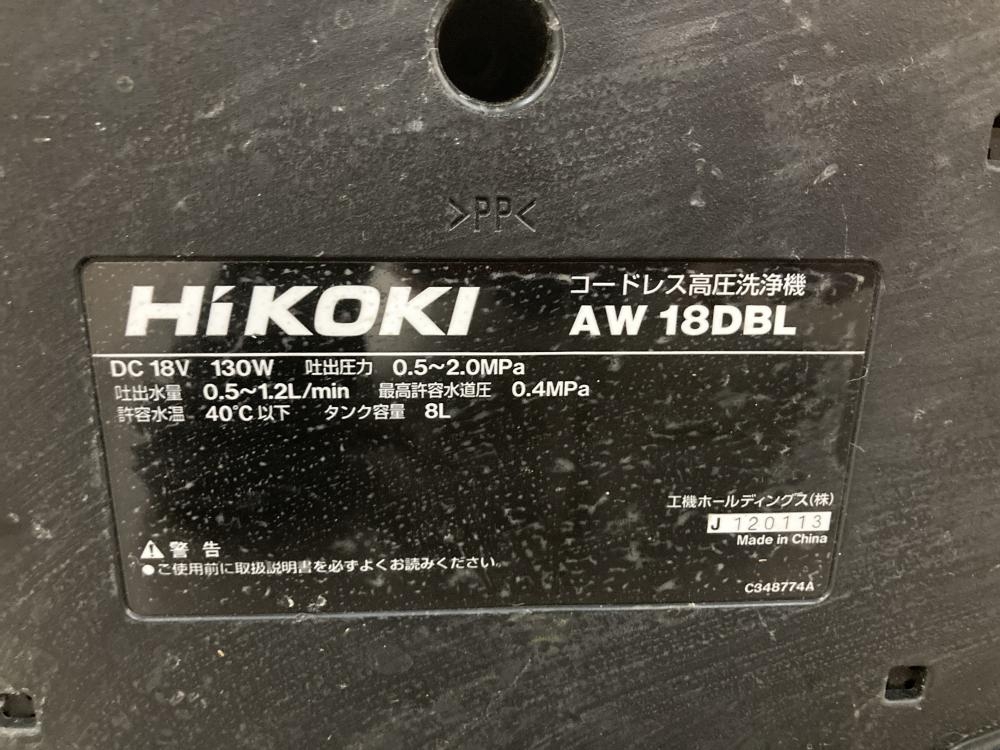 >PP<
HiKOKI
コードレス高圧洗浄機
AW 18DBL
DC 18V 130W 吐出圧力 0.5～2.0MPa
吐出水量 0.5～1.2L/min 最高許容水道圧 0.4MPa
許容水温 40℃以下 タンク容量 8L
工機ホールディングス(株)
J 120113
Made in China
⚠警告
●ご使用前に取扱説明書を必ずよくお読みください。
C348774A